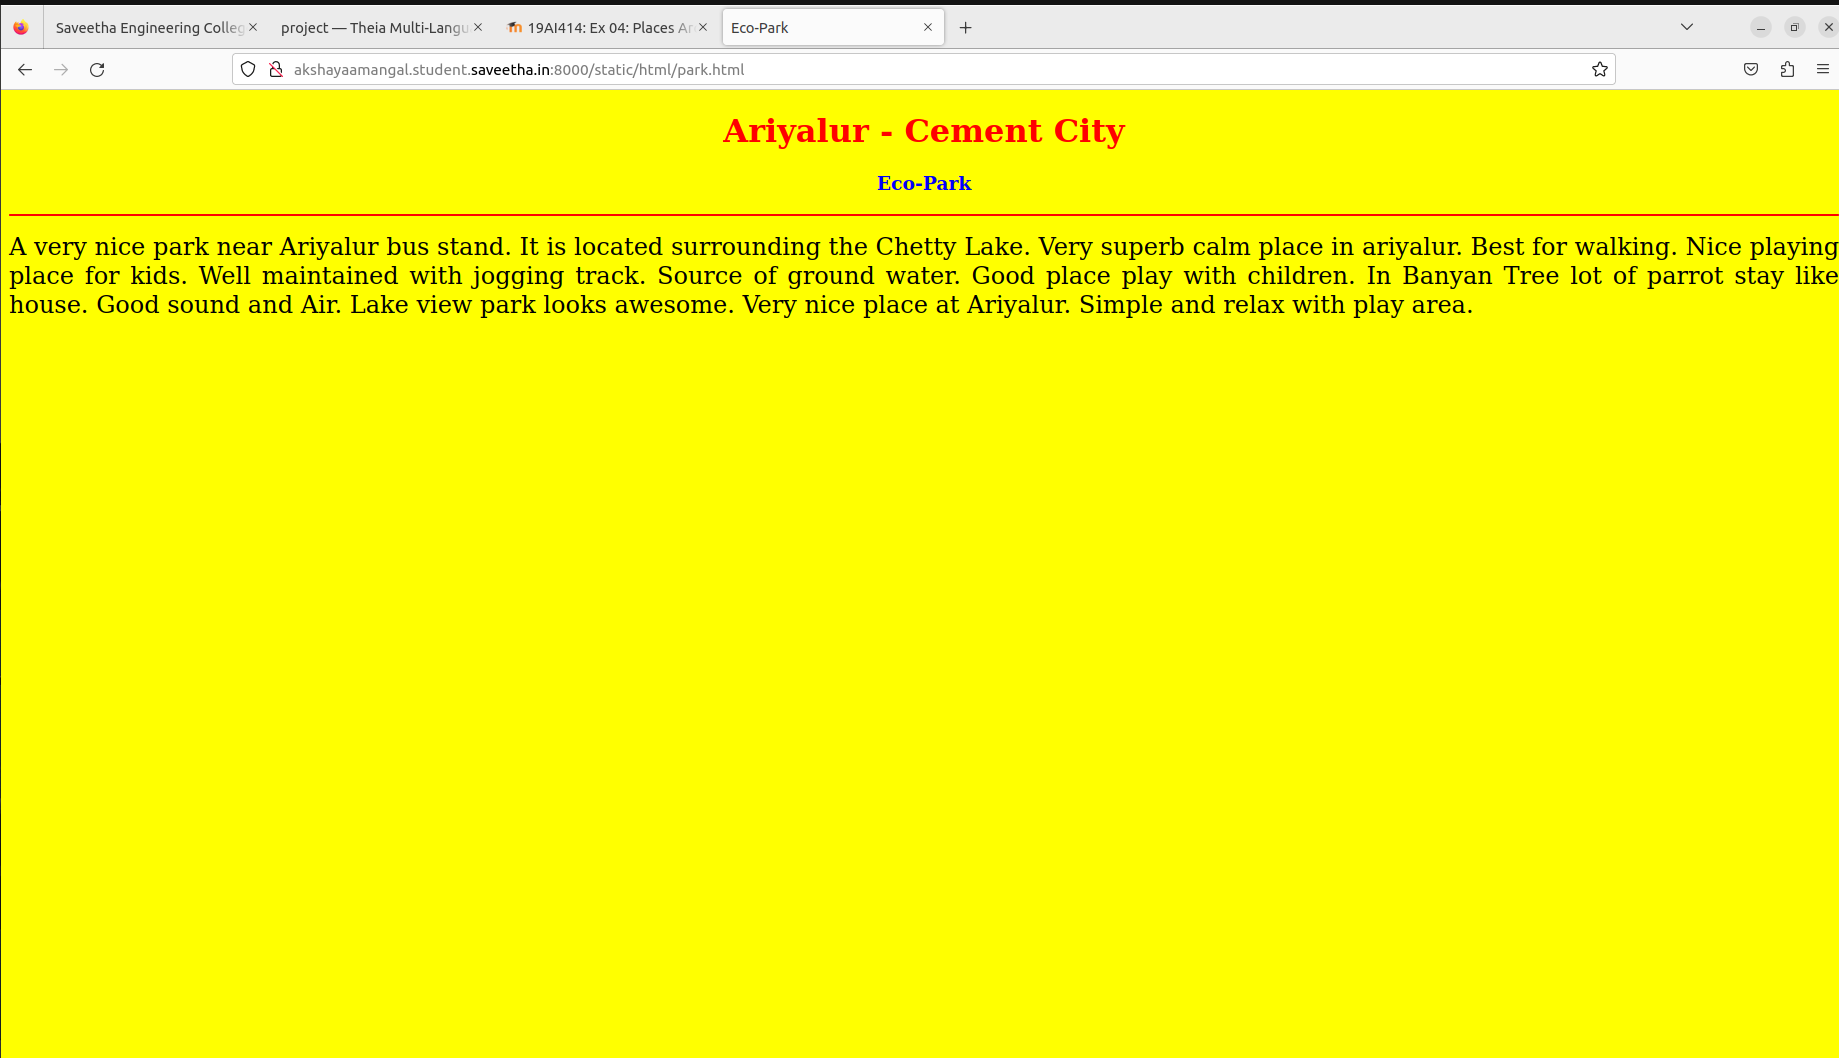 Saveetha Engineering Colleg
project — Theia Multi-Langu
19AI414: Ex 04: Places Ar
Eco-Park
akshayaamangal.student.saveetha.in:8000/static/html/park.html
Ariyalur - Cement City
Eco-Park
A very nice park near Ariyalur bus stand. It is located surrounding the Chetty Lake. Very superb calm place in ariyalur. Best for walking. Nice playing
place for kids. Well maintained with jogging track. Source of ground water. Good place play with children. In Banyan Tree lot of parrot stay like
house. Good sound and Air. Lake view park looks awesome. Very nice place at Ariyalur. Simple and relax with play area.